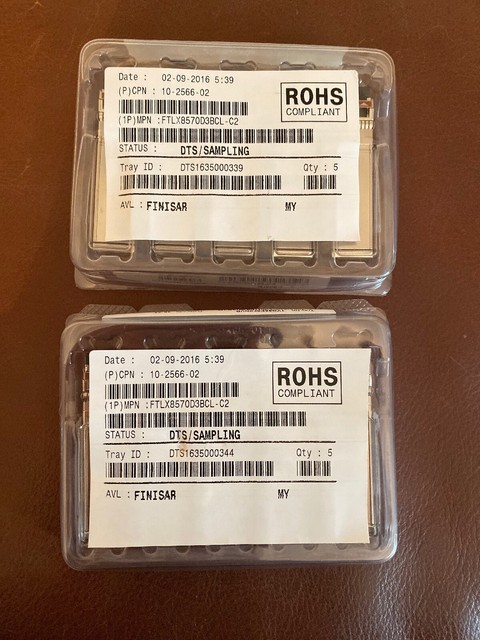 Date : 02-09-2016 5:39
(P)CPN : 10-2566-02
ROHS
COMPLIANT
(1P)MPN :FTLX8570D3BCL-C2
STATUS : DTS/SAMPLING
Tray ID : DTS1635000339 Qty : 5
AVL : FINISAR MY
Date : 02-09-2016 5:39
(P)CPN : 10-2566-02
ROHS
COMPLIANT
(1P)MPN :FTLX8570D3BCL-C2
STATUS : DTS/SAMPLING
Tray ID : DTS1635000344 Qty : 5
AVL : FINISAR MY